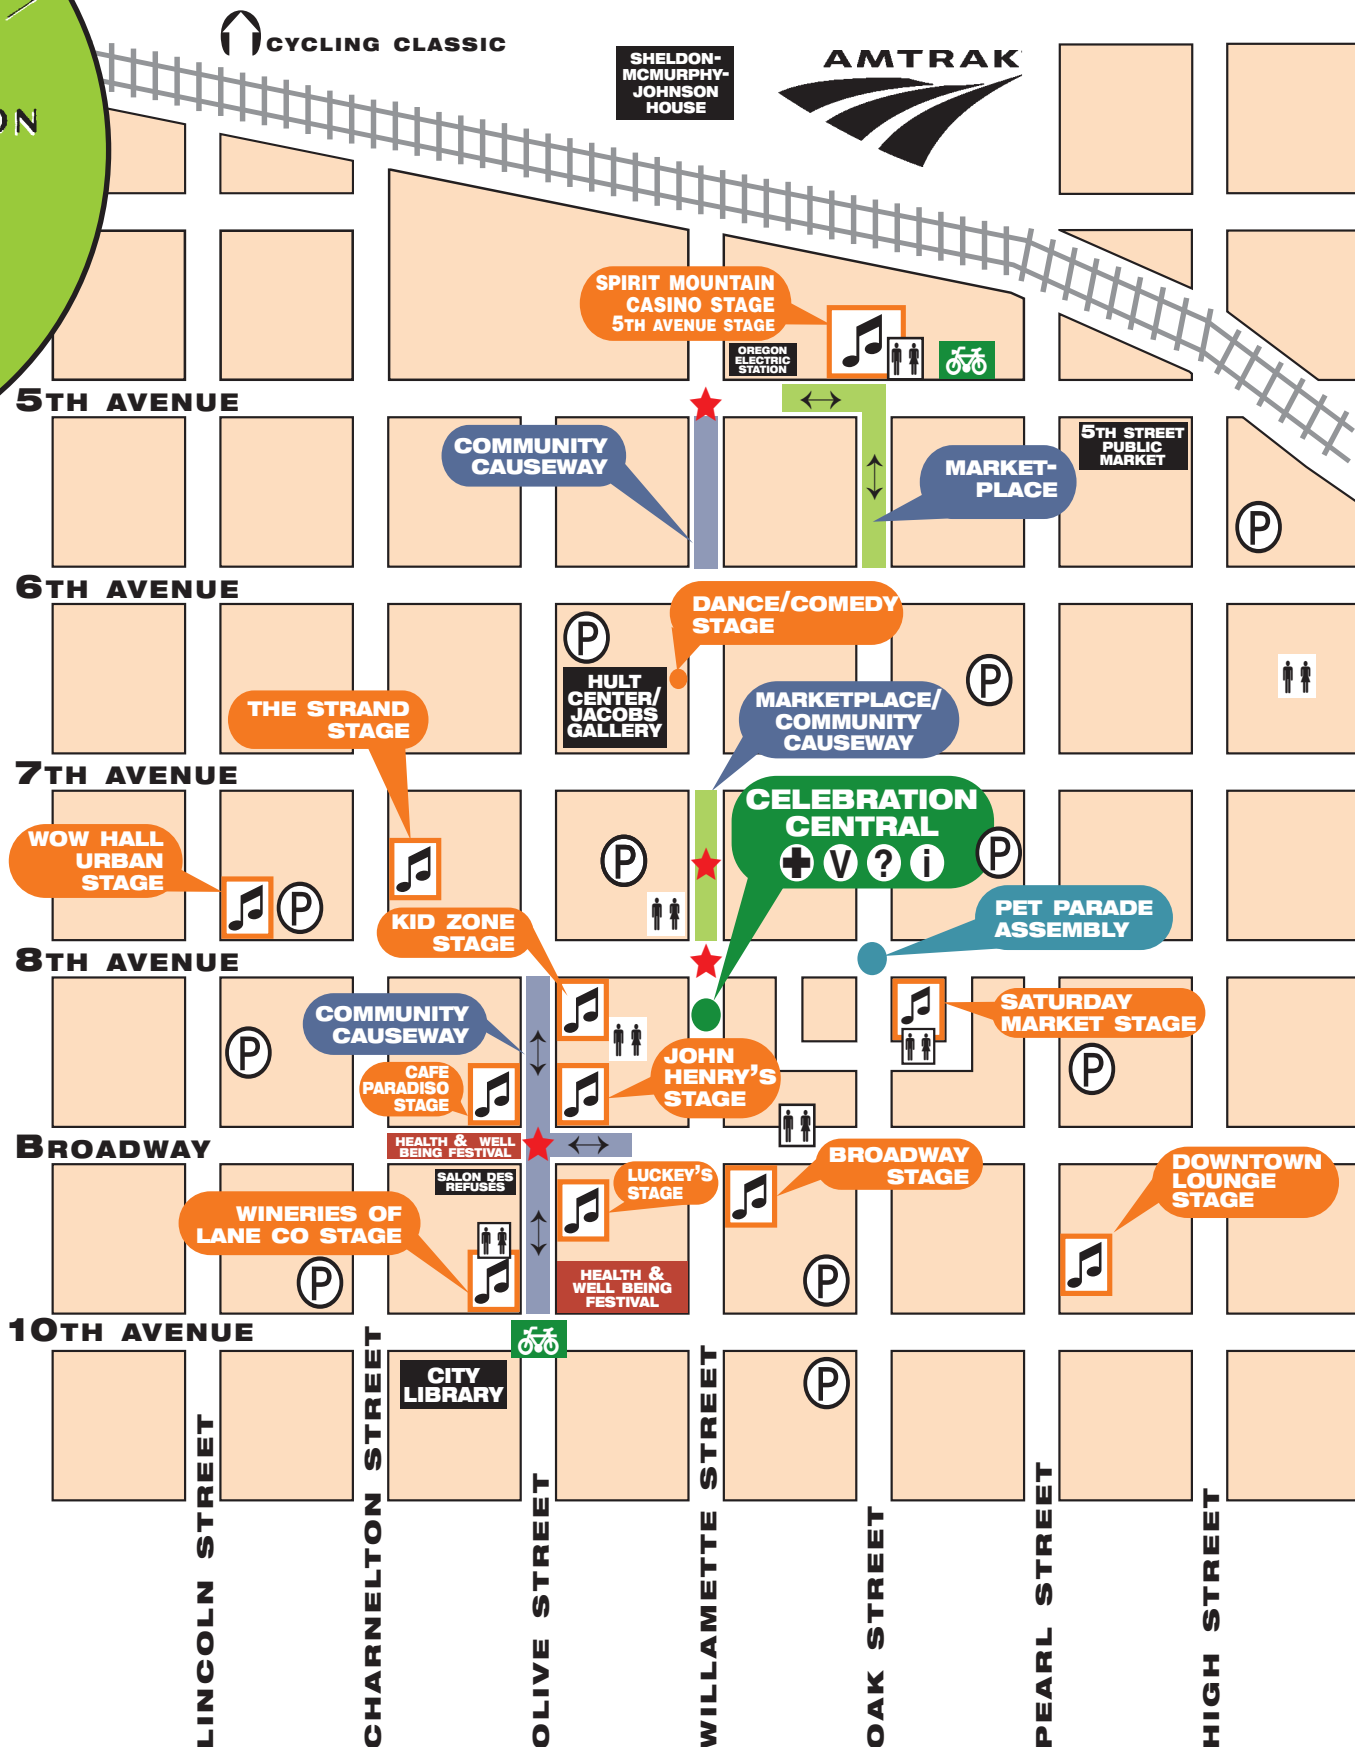 ON
CYCLING CLASSIC
SHELDON-
MCMURPHY-
JOHNSON
HOUSE
AMTRAK
SPIRIT MOUNTAIN
CASINO STAGE
5TH AVENUE STAGE
OREGON
ELECTRIC
STATION
5TH AVENUE
COMMUNITY
CAUSEWAY
5TH STREET
PUBLIC
MARKET
MARKET-
PLACE
P
6TH AVENUE
DANCE/COMEDY
STAGE
P
HULT
CENTER/
JACOBS
GALLERY
P
THE STRAND
STAGE
MARKETPLACE/
COMMUNITY
CAUSEWAY
7TH AVENUE
CELEBRATION
CENTRAL
V ? i
WOW HALL
URBAN
STAGE
P
P
P
KID ZONE
STAGE
PET PARADE
ASSEMBLY
8TH AVENUE
COMMUNITY
CAUSEWAY
SATURDAY
MARKET STAGE
P
JOHN
HENRY'S
STAGE
P
CAFE
PARADISO
STAGE
BROADWAY
HEALTH & WELL
BEING FESTIVAL
SALON DES
REFUSÉS
LUCKEY'S
STAGE
BROADWAY
STAGE
DOWNTOWN
LOUNGE
STAGE
WINERIES OF
LANE CO STAGE
P
HEALTH &
WELL BEING
FESTIVAL
P
10TH AVENUE
CITY
LIBRARY
P
LINCOLN STREET
CHARNELTON STREET
OLIVE STREET
WILLAMETTE STREET
OAK STREET
PEARL STREET
HIGH STREET